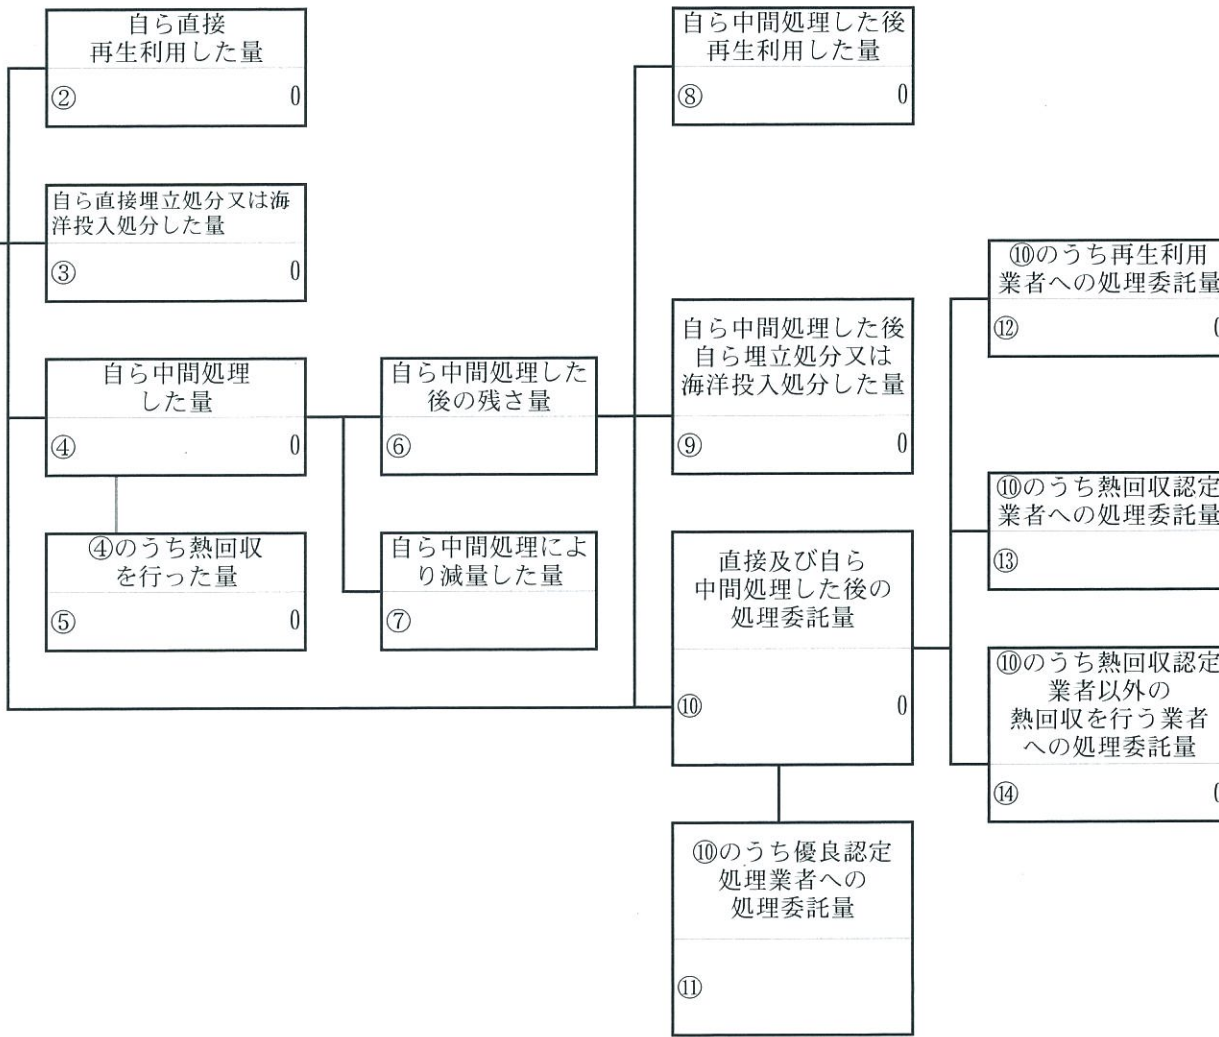 自ら直接
再生利用した量
② 0
自ら直接埋立処分又は海
洋投入処分した量
③ 0
自ら中間処理
した量
④ 0
④のうち熱回収
を行った量
⑤ 0
自ら中間処理した
後の残さ量
⑥
自ら中間処理によ
り減量した量
⑦
自ら中間処理した後
再生利用した量
⑧ 0
自ら中間処理した後
自ら埋立処分又は
海洋投入処分した量
⑨ 0
直接及び自ら
中間処理した後の
処理委託量
⑩ 0
⑩のうち優良認定
処理業者への
処理委託量
⑪
⑩のうち再生利用
業者への処理委託量
⑫ 0
⑩のうち熱回収認定
業者への処理委託量
⑬
⑩のうち熱回収認定
業者以外の
熱回収を行う業者
への処理委託量
⑭ 0